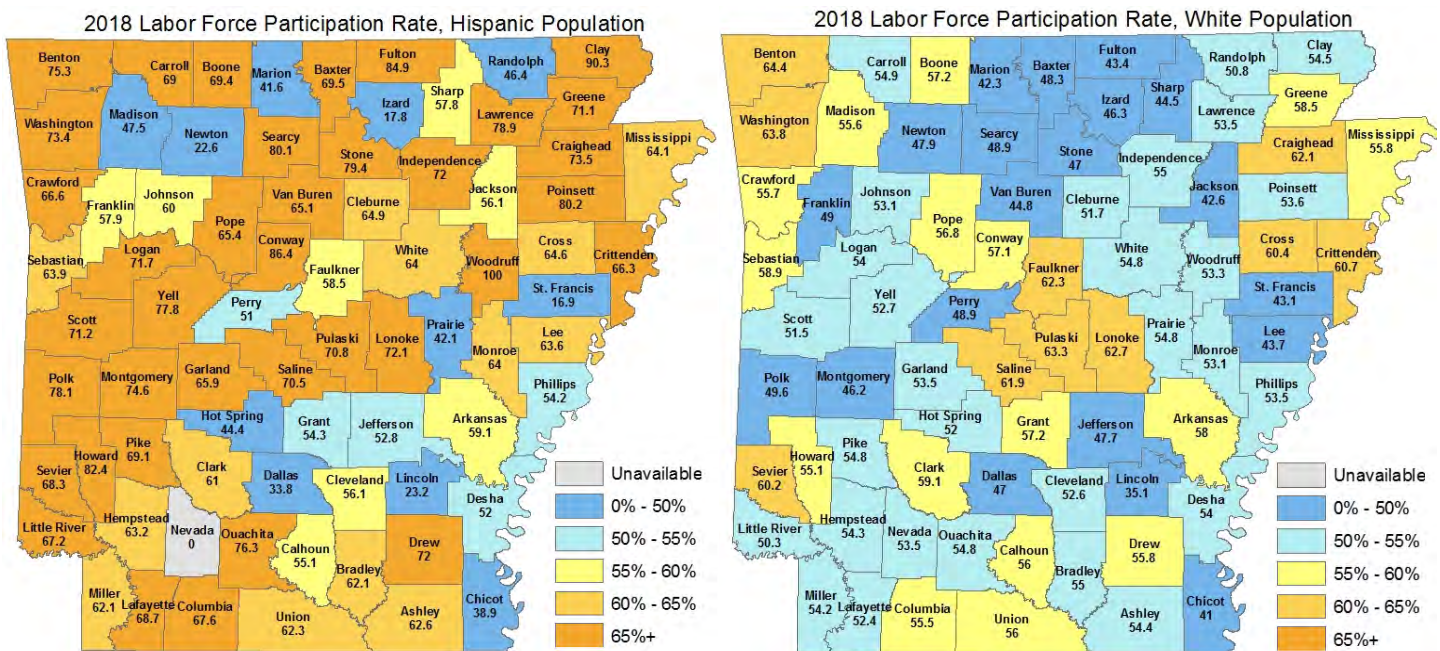 2018 Labor Force Participation Rate, Hispanic Population
Benton
75.3
Carroll
69
Boone
69.4
Marion
41.6
Baxter
69.5
Fulton
84.9
Randolph
46.4
Clay
90.3
Washington
73.4
Madison
47.5
Newton
22.6
Searcy
80.1
Izard
17.8
Sharp
57.8
Lawrence
78.9
Greene
71.1
Mississippi
64.1
Stone
79.4
Independence
72
Craighead
73.5
Crawford
66.6
Franklin
57.9
Johnson
60
Pope
65.4
Van Buren
65.1
Cleburne
64.9
Jackson
56.1
Poinsett
80.2
Sebastian
63.9
Logan
71.7
Conway
86.4
White
64
Woodruff
100
Cross
64.6
Crittenden
66.3
Faulkner
58.5
Yell
77.8
Perry
51
St. Francis
16.9
Scott
71.2
Pulaski
70.8
Lonoke
72.1
Prairie
42.1
Lee
63.6
Monroe
64
Polk
78.1
Montgomery
74.6
Garland
65.9
Saline
70.5
Phillips
54.2
Hot Spring
44.4
Grant
54.3
Jefferson
52.8
Arkansas
59.1
Sevier
68.3
Howard
82.4
Pike
69.1
Clark
61
Dallas
33.8
Cleveland
56.1
Lincoln
23.2
Desha
52
Little River
67.2
Hempstead
63.2
Nevada
0
Ouachita
76.3
Calhoun
55.1
Drew
72
Bradley
62.1
Miller
62.1
Lafayette
68.7
Columbia
67.6
Union
62.3
Ashley
62.6
Chicot
38.9
Unavailable
0% - 50%
50% - 55%
55% - 60%
60% - 65%
65%+
2018 Labor Force Participation Rate, White Population
Benton
64.4
Carroll
54.9
Boone
57.2
Marion
42.3
Baxter
48.3
Fulton
43.4
Randolph
50.8
Clay
54.5
Washington
63.8
Madison
55.6
Newton
47.9
Searcy
48.9
Izard
46.3
Sharp
44.5
Lawrence
53.5
Greene
58.5
Mississippi
55.8
Stone
47
Independence
55
Craighead
62.1
Crawford
55.7
Franklin
49
Johnson
53.1
Pope
56.8
Van Buren
44.8
Cleburne
51.7
Jackson
42.6
Poinsett
53.6
Sebastian
58.9
Logan
54
Conway
57.1
White
54.8
Woodruff
53.3
Cross
60.4
Crittenden
60.7
Faulkner
62.3
Yell
52.7
Perry
48.9
St. Francis
43.1
Scott
51.5
Pulaski
63.3
Lonoke
62.7
Prairie
54.8
Lee
43.7
Monroe
53.1
Polk
49.6
Montgomery
46.2
Garland
53.5
Saline
61.9
Phillips
53.5
Hot Spring
52
Grant
57.2
Jefferson
47.7
Arkansas
58
Sevier
60.2
Howard
55.1
Pike
54.8
Clark
59.1
Dallas
47
Cleveland
52.6
Lincoln
35.1
Desha
54
Little River
50.3
Hempstead
54.3
Nevada
53.5
Ouachita
54.8
Calhoun
56
Drew
55.8
Bradley
55
Miller
54.2
Lafayette
52.4
Columbia
55.5
Union
56
Ashley
54.4
Chicot
41
Unavailable
0% - 50%
50% - 55%
55% - 60%
60% - 65%
65%+